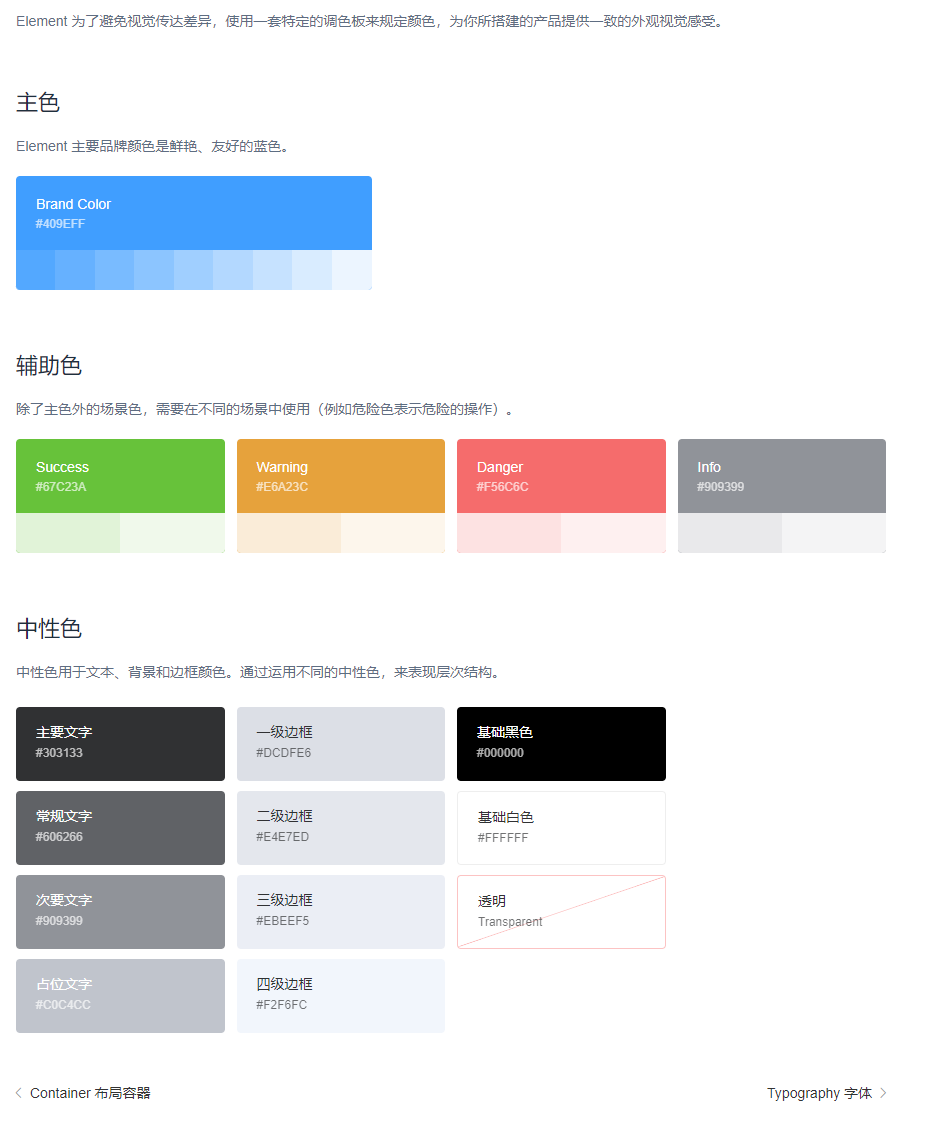 Element 为了避免视觉传达差异，使用一套特定的调色板来规定颜色，为你所搭建的产品提供一致的外观视觉感受。
主色
Element 主要品牌颜色是鲜艳、友好的蓝色。
Brand Color
#409EFF
辅助色
除了主色外的场景色，需要在不同的场景中使用（例如危险色表示危险的操作）。
Success
#67C23A
Warning
#E6A23C
Danger
#F56C6C
Info
#909399
中性色
中性色用于文本、背景和边框颜色。通过运用不同的中性色，来表现层次结构。
主要文字
#303133
常规文字
#606266
次要文字
#909399
占位文字
#C0C4CC
一级边框
#DCDFE6
二级边框
#E4E7ED
三级边框
#EBEEF5
四级边框
#F2F6FC
基础黑色
#000000
基础白色
#FFFFFF
透明
Transparent
Container 布局容器
Typography 字体